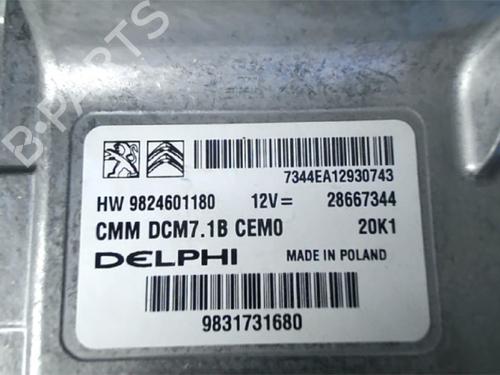 B-PARTS
7344EA12930743
HW 9824601180 12V= 28667344
CMM DCM7.1B CEM0 20K1
DELPHI MADE IN POLAND
9831731680